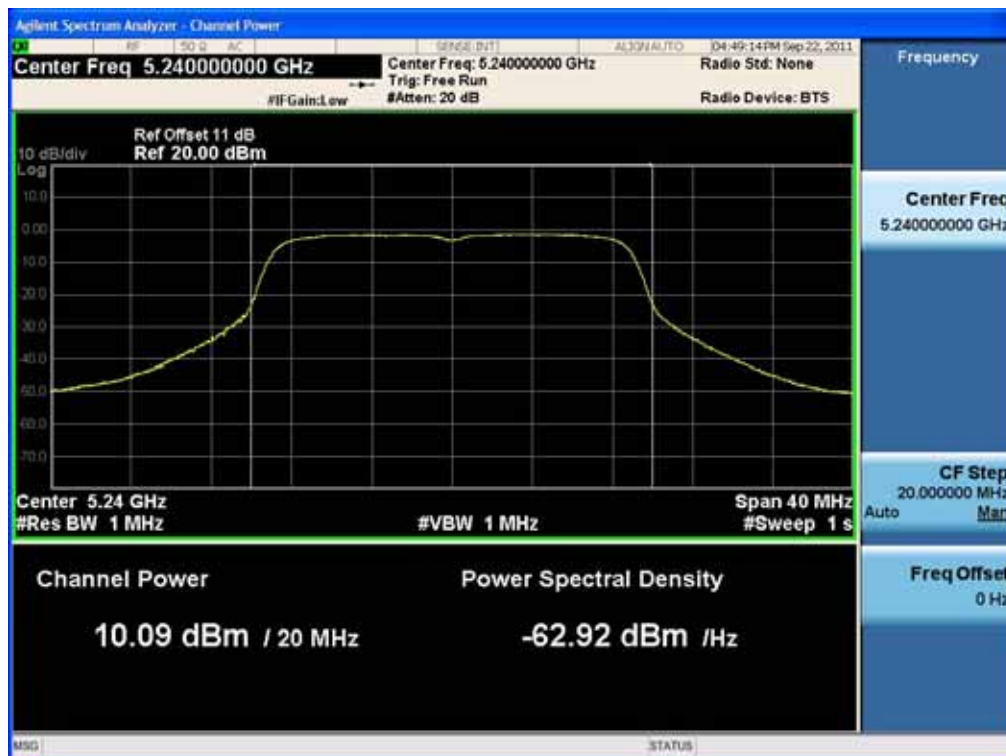 Agilent Spectrum Analyzer - Channel Power
RF 50 Ω AC SENSE:INT ALIGN AUTO 04:49:14 PM Sep 22, 2011
Center Freq 5.240000000 GHz
Center Freq: 5.240000000 GHz
Radio Std: None
Trig: Free Run
#IFGain:Low
#Atten: 20 dB
Radio Device: BTS
Ref Offset 11 dB
10 dB/div
Ref 20.00 dBm
Log
10.0
0.00
-10.0
-20.0
-30.0
-40.0
-50.0
-60.0
-70.0
Center 5.24 GHz
Span 40 MHz
#Res BW 1 MHz
#VBW 1 MHz
#Sweep 1 s
Channel Power
Power Spectral Density
10.09 dBm / 20 MHz
-62.92 dBm /Hz
MSG
STATUS
Frequency
Center Freq
5.240000000 GHz
CF Step
20.000000 MHz
Auto Man
Freq Offset
0 Hz